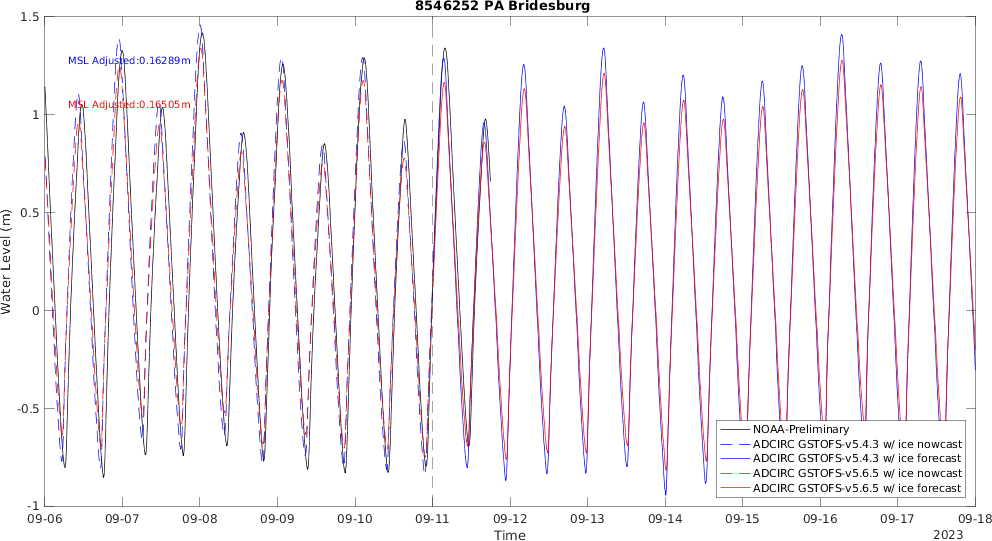 8546252 PA Bridesburg
1.5
MSL Adjusted:0.16289m
MSL Adjusted:0.16505m
1
0.5
Water Level (m)
0
-0.5
NOAA-Preliminary
ADCIRC GSTOFS-v5.4.3 w/ ice nowcast
ADCIRC GSTOFS-v5.4.3 w/ ice forecast
ADCIRC GSTOFS-v5.6.5 w/ ice nowcast
ADCIRC GSTOFS-v5.6.5 w/ ice forecast
-1
09-06 09-07 09-08 09-09 09-10 09-11 09-12 09-13 09-14 09-15 09-16 09-17 09-18
Time
2023